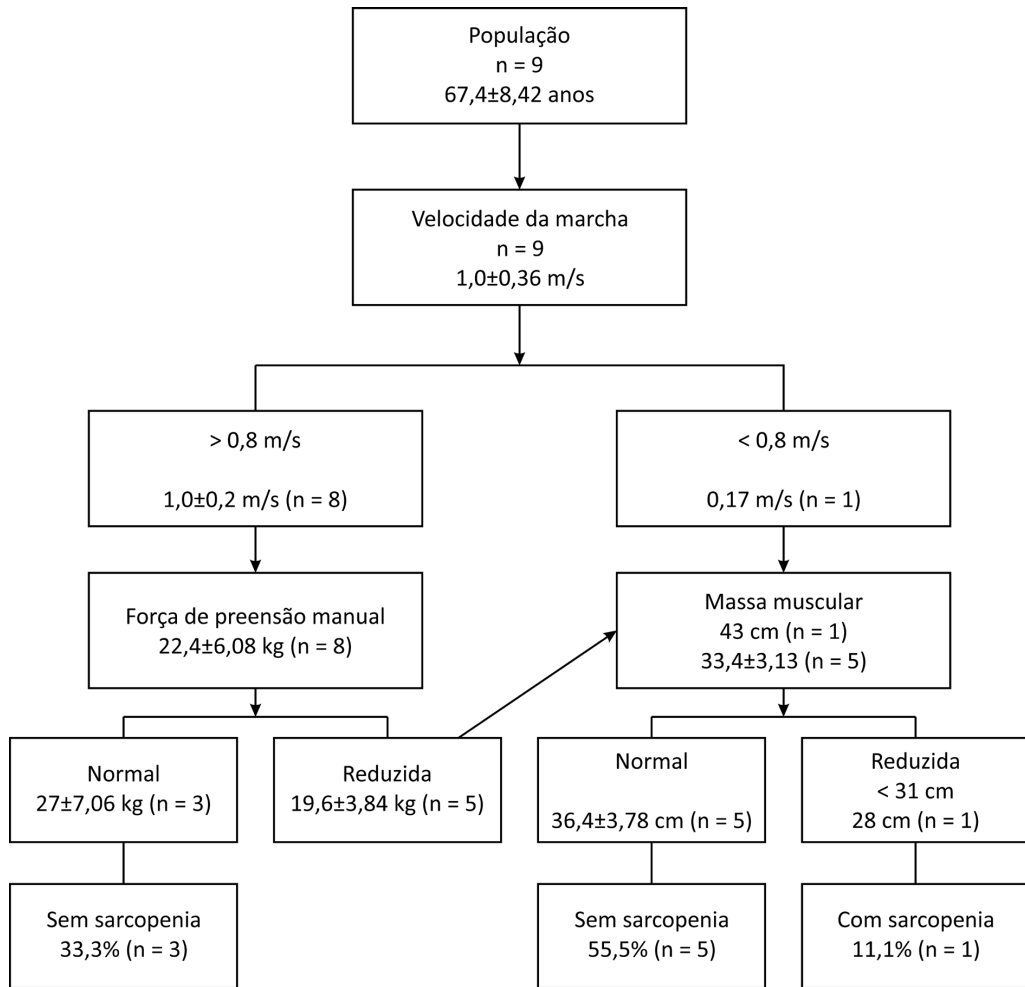 População
n = 9
67,4±8,42 anos
Velocidade da marcha
n = 9
1,0±0,36 m/s
> 0,8 m/s
1,0±0,2 m/s (n = 8)
< 0,8 m/s
0,17 m/s (n = 1)
Força de preensão manual
22,4±6,08 kg (n = 8)
Massa muscular
43 cm (n = 1)
33,4±3,13 (n = 5)
Normal
27±7,06 kg (n = 3)
Reduzida
19,6±3,84 kg (n = 5)
Normal
36,4±3,78 cm (n = 5)
Reduzida
< 31 cm
28 cm (n = 1)
Sem sarcopenia
33,3% (n = 3)
Sem sarcopenia
55,5% (n = 5)
Com sarcopenia
11,1% (n = 1)